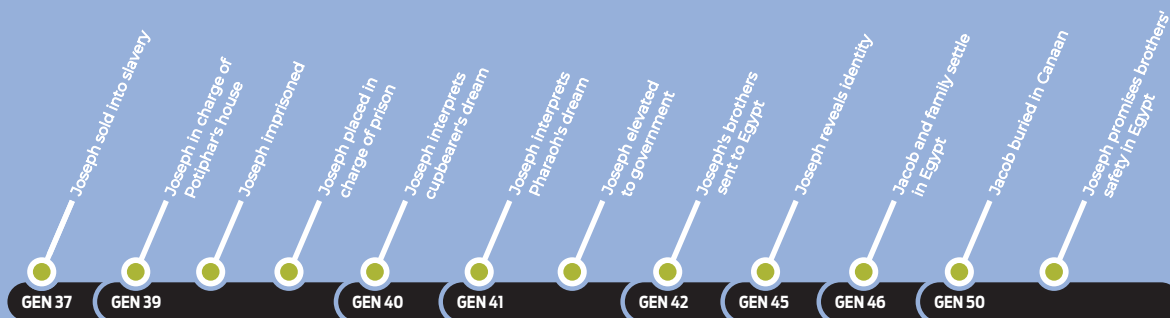 Joseph sold into slavery
Joseph in charge of
Potiphar's house
Joseph imprisoned
Joseph placed in
charge of prison
Joseph interprets
cupbearer's dream
Joseph interprets
Pharaoh's dream
Joseph elevated
to government
Joseph's brothers
sent to Egypt
Joseph reveals identity
Jacob and family settle
in Egypt
Jacob buried in Canaan
Joseph promises brothers'
safety in Egypt
GEN 37
GEN 39
GEN 40
GEN 41
GEN 42
GEN 45
GEN 46
GEN 50